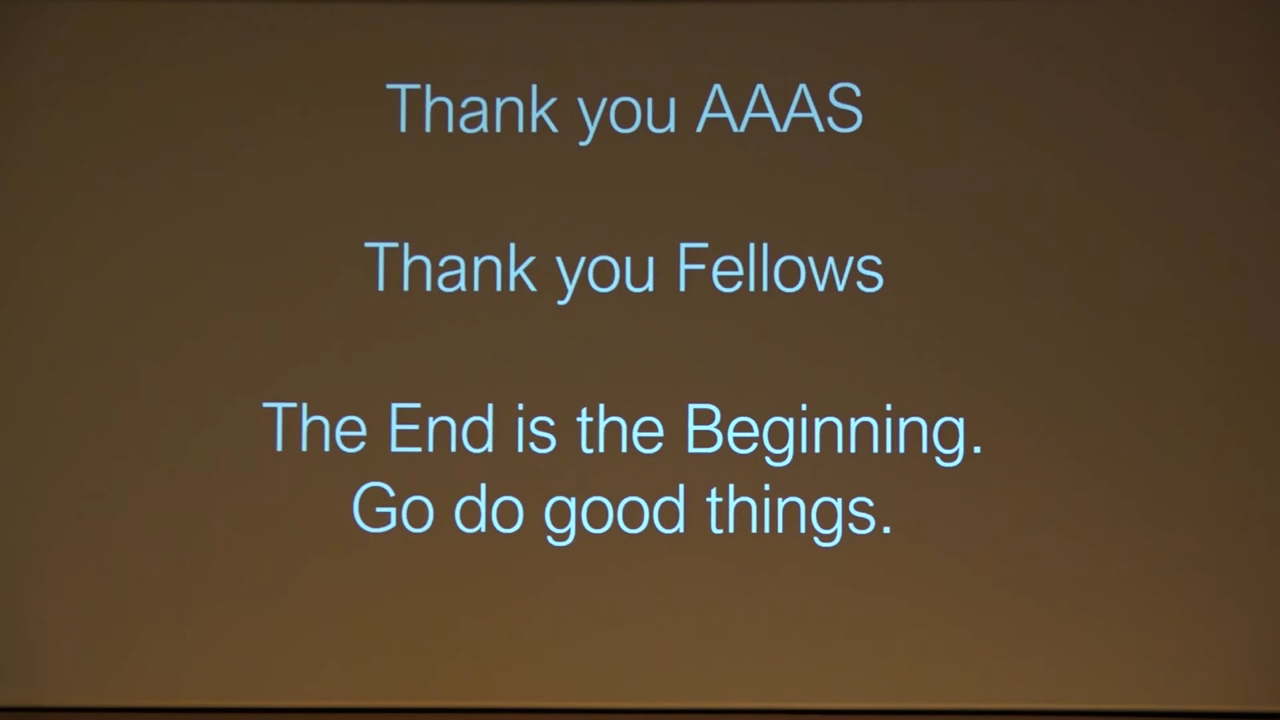 Thank you AAAS
Thank you Fellows
The End is the Beginning.
Go do good things.